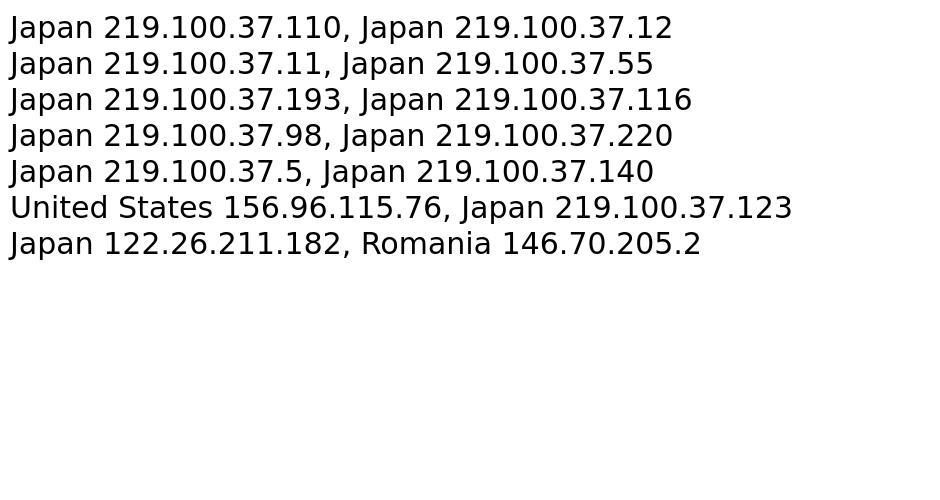 Japan 219.100.37.110, Japan 219.100.37.12
Japan 219.100.37.11, Japan 219.100.37.55
Japan 219.100.37.193, Japan 219.100.37.116
Japan 219.100.37.98, Japan 219.100.37.220
Japan 219.100.37.5, Japan 219.100.37.140
United States 156.96.115.76, Japan 219.100.37.123
Japan 122.26.211.182, Romania 146.70.205.2